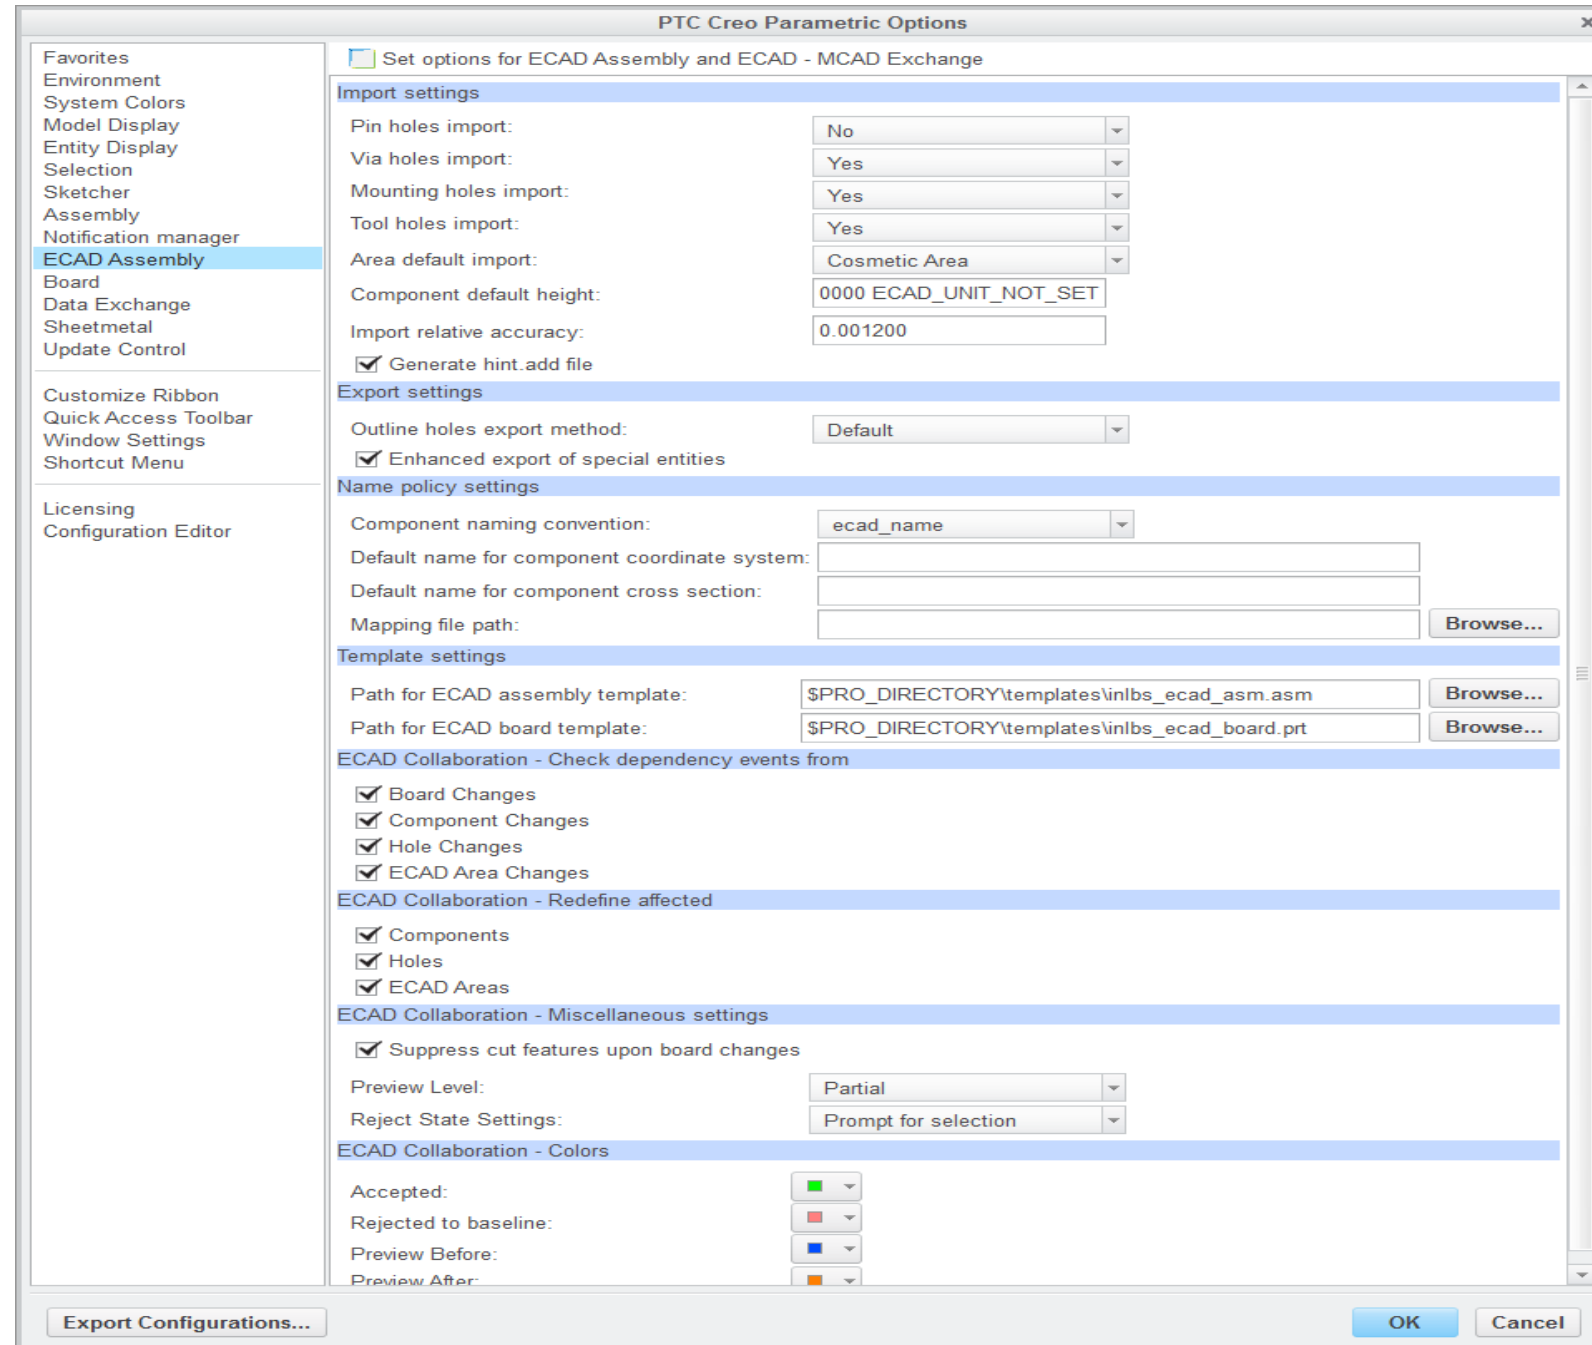 PTC Creo Parametric Options
Favorites
Environment
System Colors
Model Display
Entity Display
Selection
Sketcher
Assembly
Notification manager
ECAD Assembly
Board
Data Exchange
Sheetmetal
Update Control
Customize Ribbon
Quick Access Toolbar
Window Settings
Shortcut Menu
Licensing
Configuration Editor
Set options for ECAD Assembly and ECAD - MCAD Exchange
Import settings
Pin holes import: No
Via holes import: Yes
Mounting holes import: Yes
Tool holes import: Yes
Area default import: Cosmetic Area
Component default height: 0000 ECAD_UNIT_NOT_SET
Import relative accuracy: 0.001200
Generate hint.add file
Export settings
Outline holes export method: Default
Enhanced export of special entities
Name policy settings
Component naming convention: ecad_name
Default name for component coordinate system:
Default name for component cross section:
Mapping file path: Browse...
Template settings
Path for ECAD assembly template: $PRO_DIRECTORY\templates\inlbs_ecad_asm.asm Browse...
Path for ECAD board template: $PRO_DIRECTORY\templates\inlbs_ecad_board.prt Browse...
ECAD Collaboration - Check dependency events from
Board Changes
Component Changes
Hole Changes
ECAD Area Changes
ECAD Collaboration - Redefine affected
Components
Holes
ECAD Areas
ECAD Collaboration - Miscellaneous settings
Suppress cut features upon board changes
Preview Level: Partial
Reject State Settings: Prompt for selection
ECAD Collaboration - Colors
Accepted:
Rejected to baseline:
Preview Before:
Preview After:
Export Configurations... OK Cancel